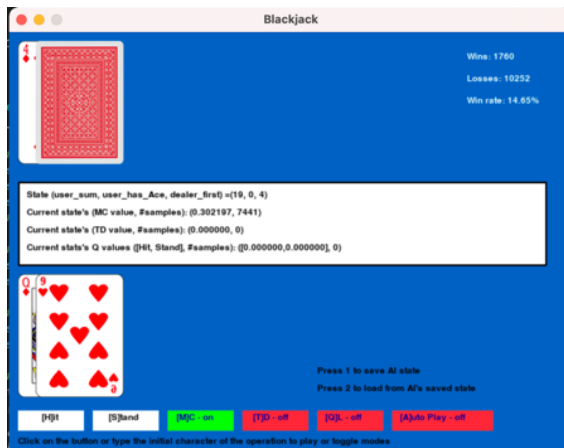 Blackjack
4
Wins: 1760
Losses: 10252
Win rate: 14.65%
State (user_sum, user_has_Ace, dealer_first) =(19, 0, 4)
Current state's (MC value, #samples): (0.302197, 7441)
Current state's (TD value, #samples): (0.000000, 0)
Current stats's Q values ([Hit, Stand], #samples): ([0.000000,0.000000], 0)
Q 9
9
Press 1 to save AI state
Press 2 to load from AI's saved state
[H]it [S]tand [M]C - on [T]D - off [Q]L - off [A]uto Play - off
Click on the button or type the initial character of the operation to play or toggle modes